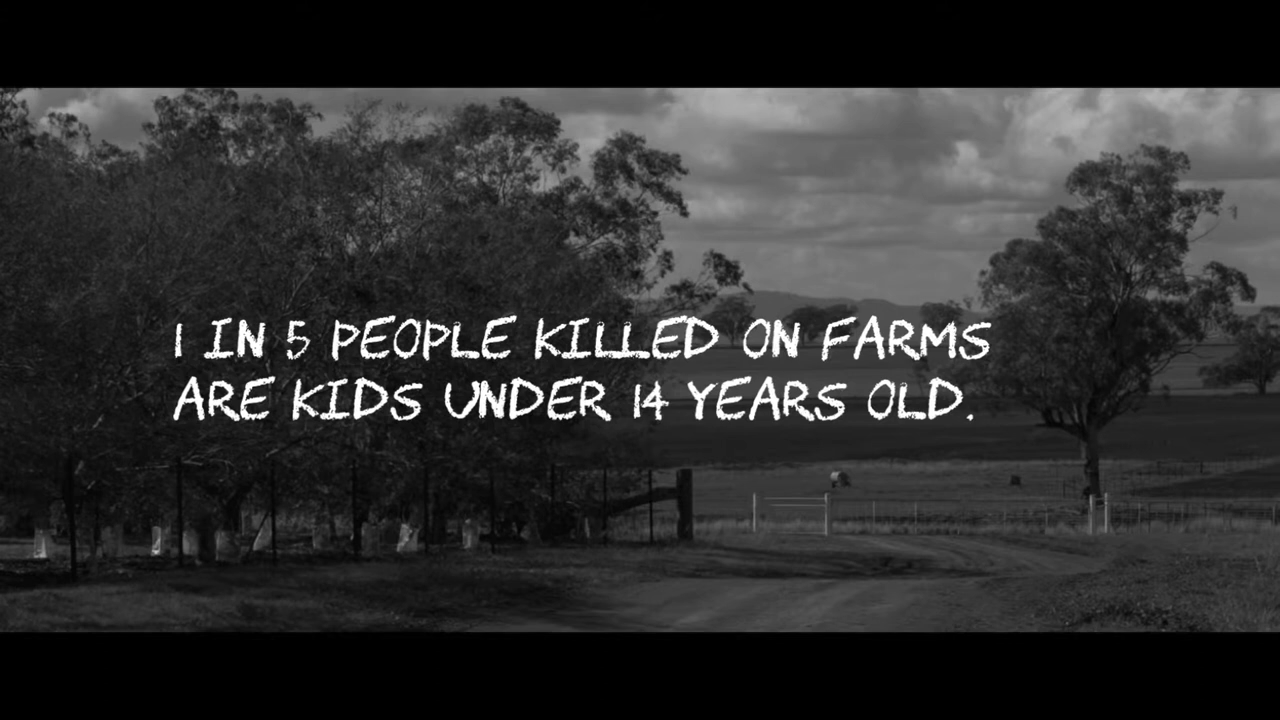 1 IN 5 PEOPLE KILLED ON FARMS
ARE KIDS UNDER 14 YEARS OLD.